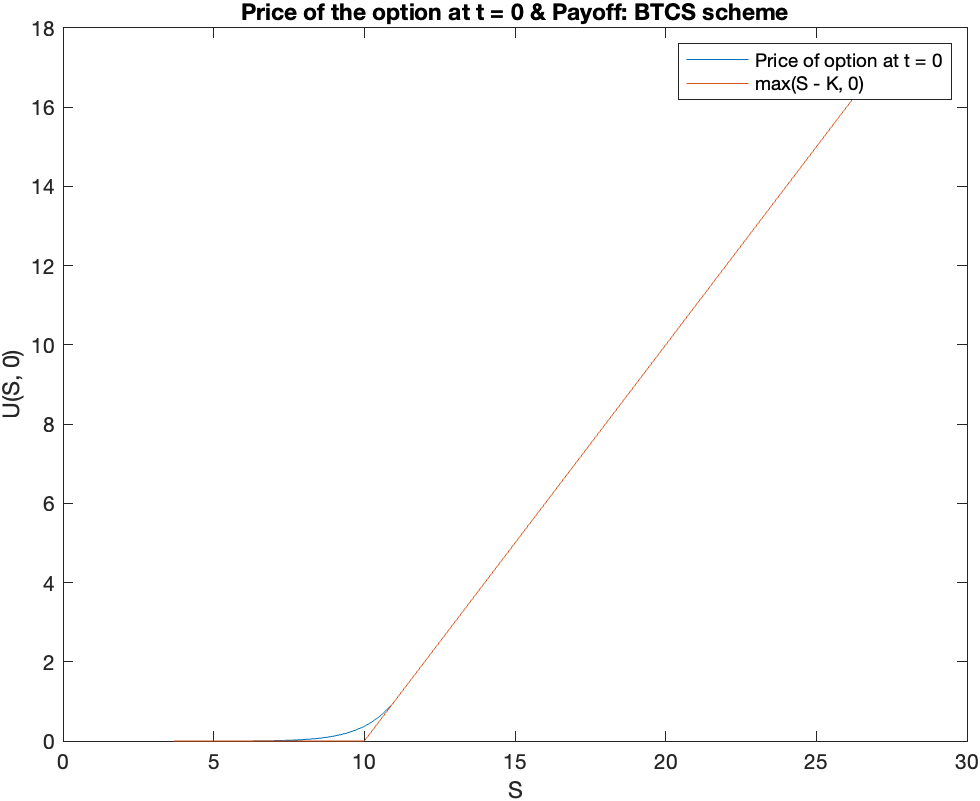 Price of the option at t = 0 & Payoff: BTCS scheme
Price of option at t = 0
max(S - K, 0)
U(S, 0)
18
16
14
12
10
8
6
4
2
0
0 5 10 15 20 25 30
S